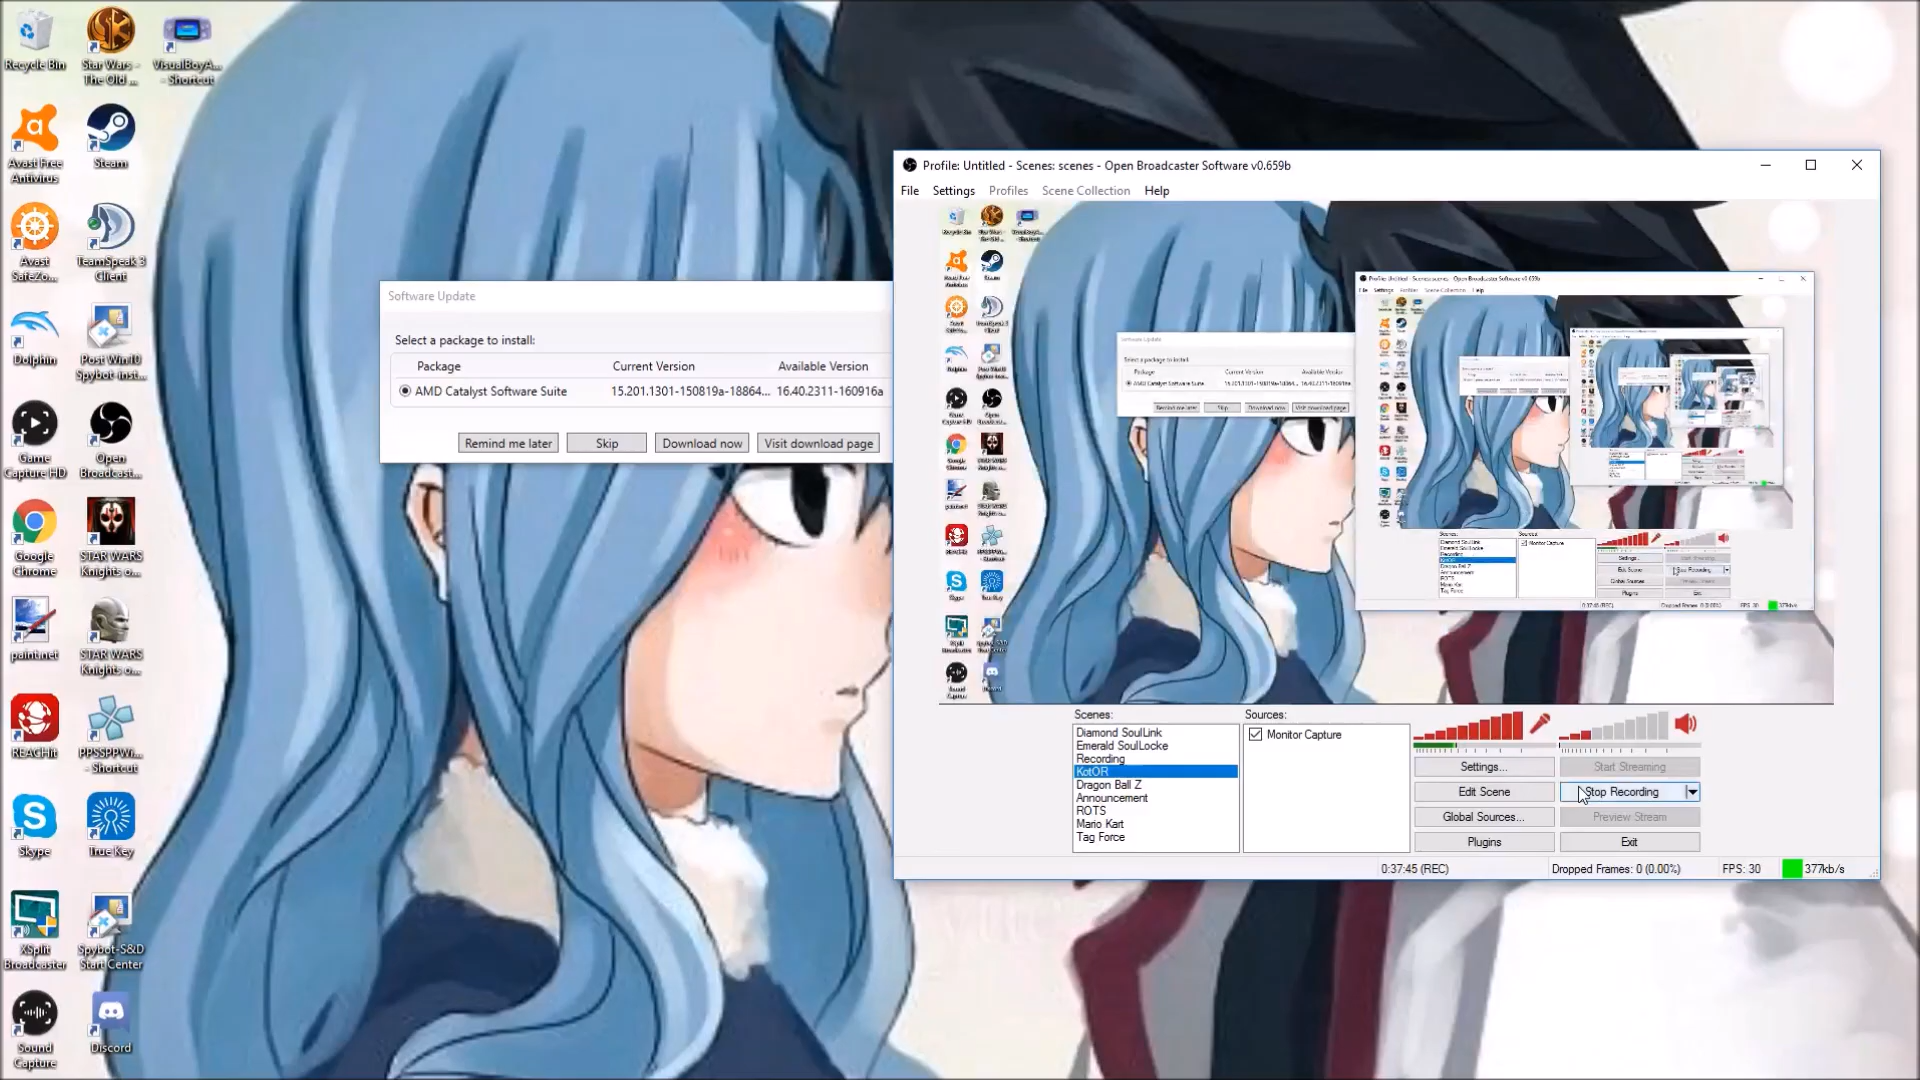 Recycle Bin
Star Wars - The Old ...
VisualBoyA... - Shortcut
Avast Free Antivirus
Steam
Avast SafeZo...
TeamSpeak 3 Client
Dolphin
Post Win10 Spybot-inst...
Game Capture HD
Open Broadcast...
Google Chrome
STAR WARS Knights o...
paint.net
STAR WARS Knights o...
REACHit
PPSSPPWi... - Shortcut
Skype
True Key
XSplit Broadcaster
Spybot-S&D Start Center
Sound Capture
Discord
Software Update
Select a package to install:
Package Current Version Available Version
AMD Catalyst Software Suite 15.201.1301-150819a-18864... 16.40.2311-160916a
Remind me later Skip Download now Visit download page
Profile: Untitled - Scenes: scenes - Open Broadcaster Software v0.659b
File Settings Profiles Scene Collection Help
Scenes:
Diamond SoulLink
Emerald SoulLocke
Recording
KotOR
Dragon Ball Z
Announcement
ROTS
Mario Kart
Tag Force
Sources:
Monitor Capture
Settings... Start Streaming
Edit Scene Stop Recording
Global Sources... Preview Stream
Plugins Exit
0:37:45 (REC) Dropped Frames: 0 (0.00%) FPS: 30 377kb/s